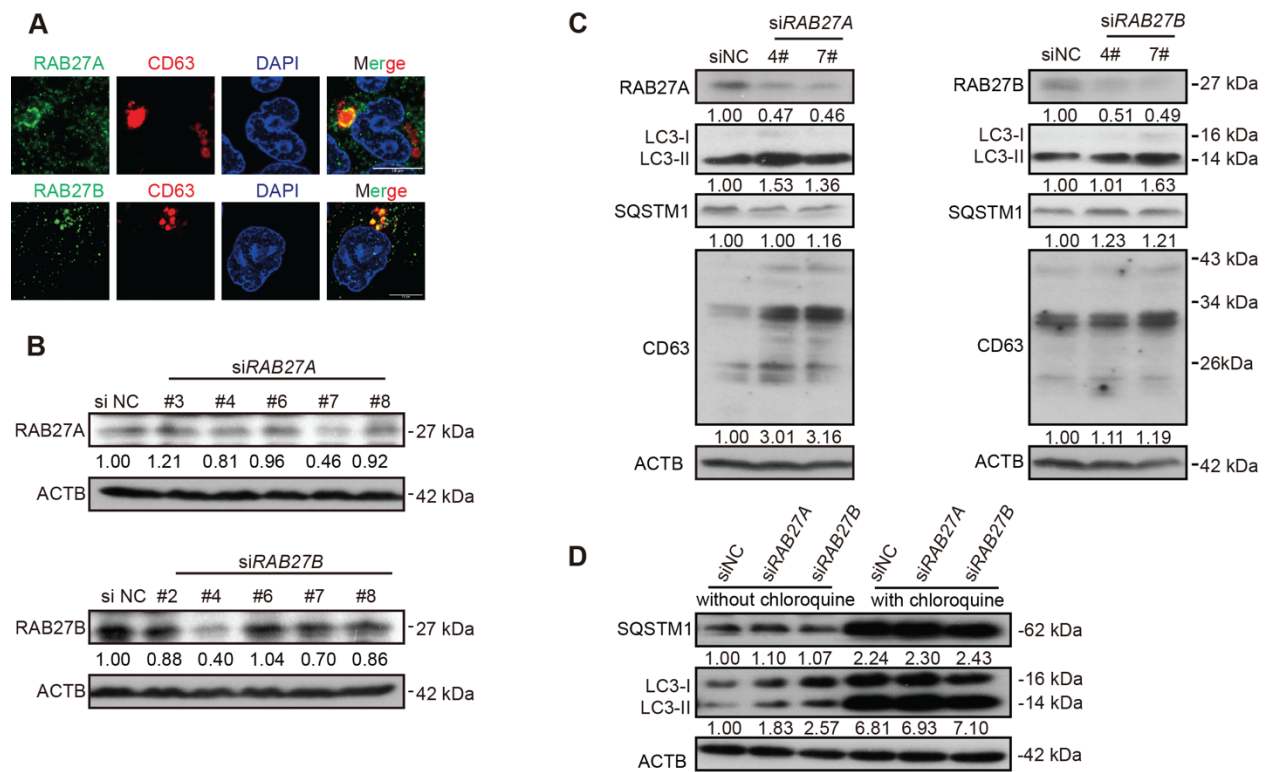 A
RAB27A CD63 DAPI Merge
RAB27B CD63 DAPI Merge
B
siRAB27A
si NC #3 #4 #6 #7 #8
RAB27A -27 kDa
1.00 1.21 0.81 0.96 0.46 0.92
ACTB -42 kDa
siRAB27B
si NC #2 #4 #6 #7 #8
RAB27B -27 kDa
1.00 0.88 0.40 1.04 0.70 0.86
ACTB -42 kDa
C
siRAB27A
siNC 4# 7#
RAB27A
1.00 0.47 0.46
LC3-I
LC3-II
1.00 1.53 1.36
SQSTM1
1.00 1.00 1.16
CD63
1.00 3.01 3.16
ACTB
siRAB27B
siNC 4# 7#
RAB27B -27 kDa
1.00 0.51 0.49
LC3-I -16 kDa
LC3-II -14 kDa
1.00 1.01 1.63
SQSTM1
1.00 1.23 1.21
-43 kDa
-34 kDa
CD63
-26kDa
1.00 1.11 1.19
ACTB -42 kDa
D
siNC siRAB27A siRAB27B siNC siRAB27A siRAB27B
without chloroquine with chloroquine
SQSTM1 -62 kDa
1.00 1.10 1.07 2.24 2.30 2.43
LC3-I -16 kDa
LC3-II -14 kDa
1.00 1.83 2.57 6.81 6.93 7.10
ACTB -42 kDa